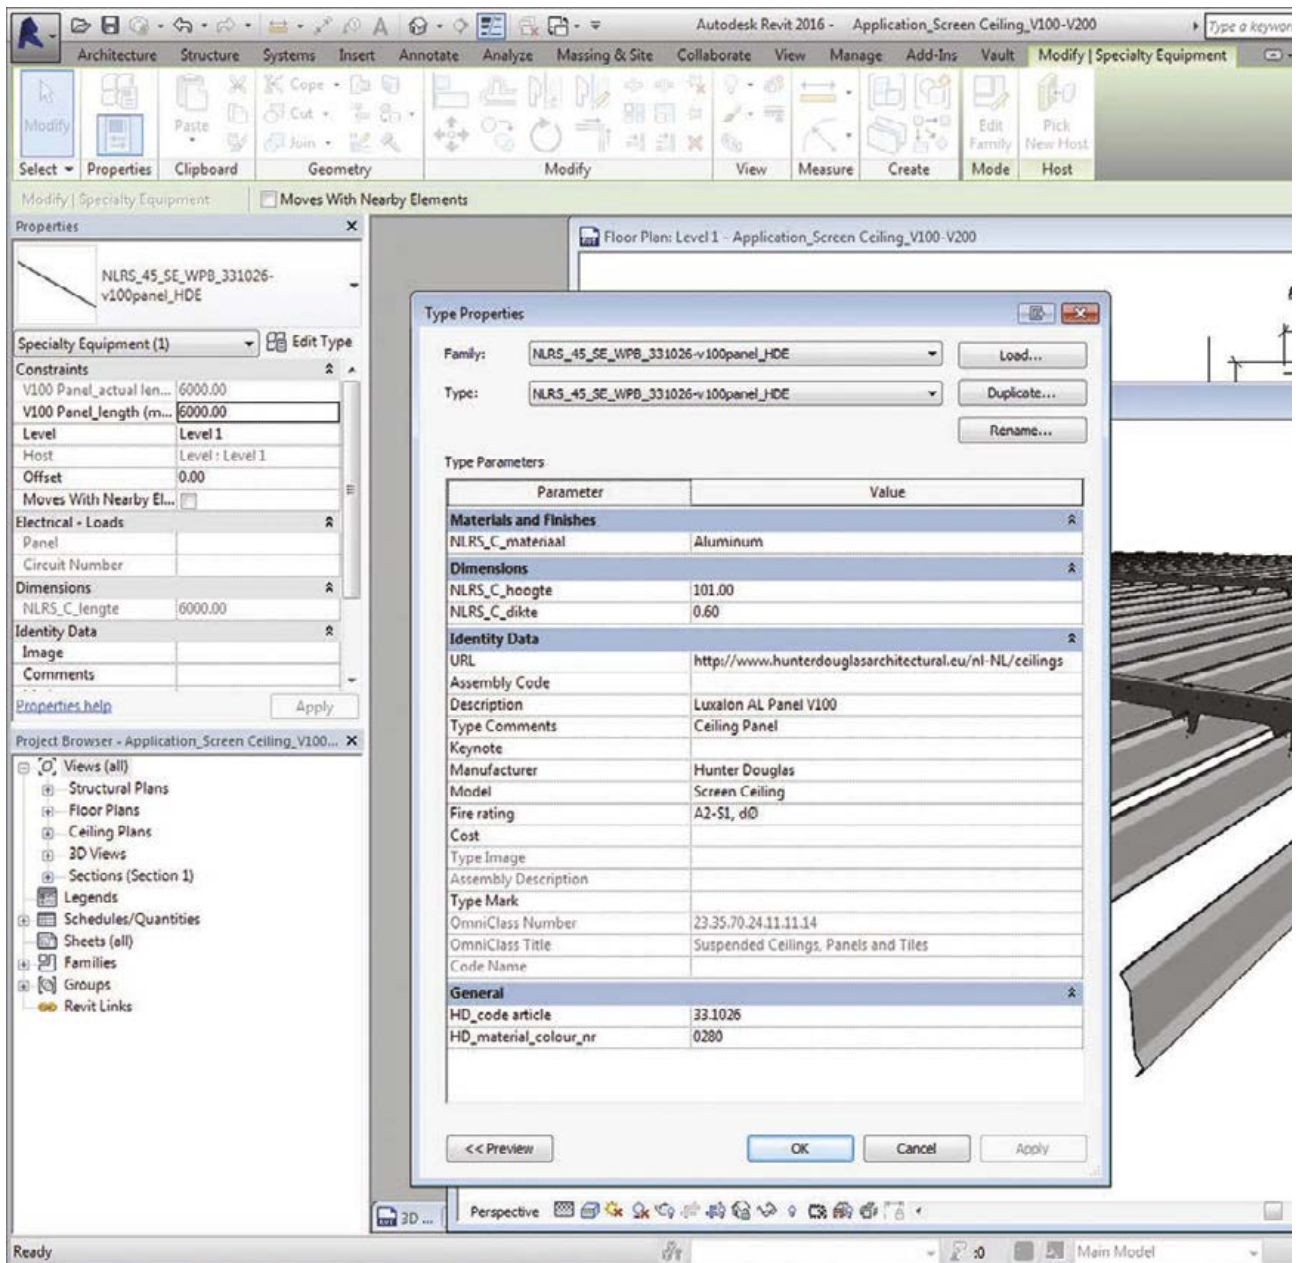 Autodesk Revit 2016 - Application_Screen Ceiling_V100-V200
Type a keywor
Architecture Structure Systems Insert Annotate Analyze Massing & Site Collaborate View Manage Add-Ins Vault Modify | Specialty Equipment
Modify
Paste
Cope
Cut
Join
Edit Family
Pick New Host
Select Properties Clipboard Geometry Modify View Measure Create Mode Host
Modify | Specialty Equipment
Moves With Nearby Elements
Properties
NLRS_45_SE_WPB_331026-
v100panel_HDE
Specialty Equipment (1)
Edit Type
Constraints
V100 Panel_actual len... 6000.00
V100 Panel_length (m... 6000.00
Level Level 1
Host Level : Level 1
Offset 0.00
Moves With Nearby El...
Electrical - Loads
Panel
Circuit Number
Dimensions
NLRS_C_lengte 6000.00
Identity Data
Image
Comments
Properties help
Apply
Project Browser - Application_Screen Ceiling_V100...
Views (all)
Structural Plans
Floor Plans
Ceiling Plans
3D Views
Sections (Section 1)
Legends
Schedules/Quantities
Sheets (all)
Families
Groups
Revit Links
Floor Plan: Level 1 - Application_Screen Ceiling_V100-V200
Type Properties
Family: NLRS_45_SE_WPB_331026-v100panel_HDE Load...
Type: NLRS_45_SE_WPB_331026-v100panel_HDE Duplicate...
Rename...
Type Parameters
Parameter Value
Materials and Finishes
NLRS_C_materiaal Aluminum
Dimensions
NLRS_C_hoogte 101.00
NLRS_C_dikte 0.60
Identity Data
URL http://www.hunterdouglasarchitectural.eu/nl-NL/ceilings
Assembly Code
Description Luxalon AL Panel V100
Type Comments Ceiling Panel
Keynote
Manufacturer Hunter Douglas
Model Screen Ceiling
Fire rating A2-S1, dØ
Cost
Type Image
Assembly Description
Type Mark
OmniClass Number 23.35.70.24.11.11.14
OmniClass Title Suspended Ceilings, Panels and Tiles
Code Name
General
HD_code article 33.1026
HD_material_colour_nr 0280
<< Preview OK Cancel Apply
3D ...
Perspective
Ready
:0
Main Model